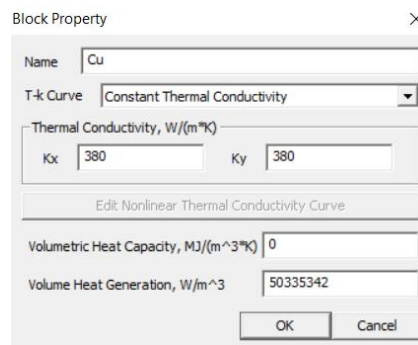 Block Property
Name Cu
T-k Curve Constant Thermal Conductivity
Thermal Conductivity, W/(m*K)
Kx 380 Ky 380
Edit Nonlinear Thermal Conductivity Curve
Volumetric Heat Capacity, MJ/(m^3*K) 0
Volume Heat Generation, W/m^3 50335342
OK Cancel